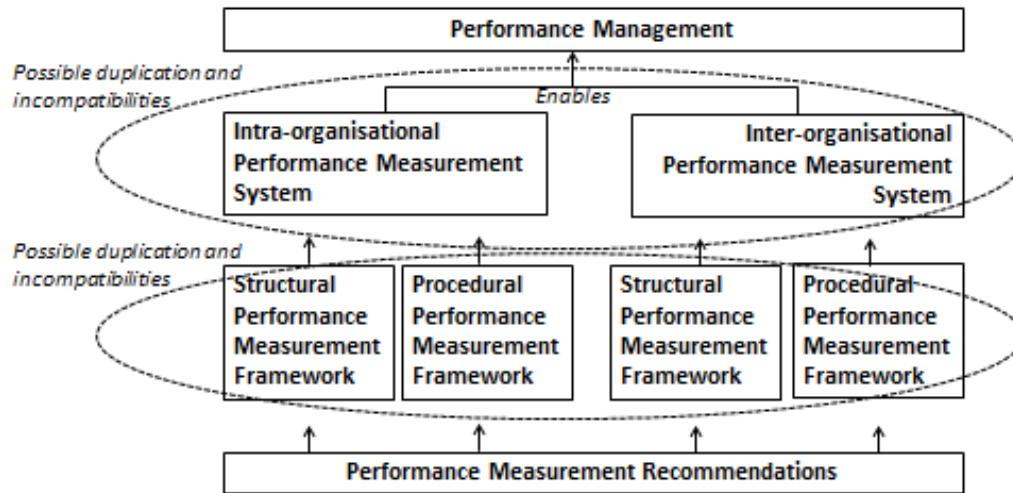 Performance Management
Possible duplication and
incompatibilities
Enables
Intra-organisational
Performance Measurement
System
Inter-organisational
Performance Measurement
System
Possible duplication and
incompatibilities
Structural
Performance
Measurement
Framework
Procedural
Performance
Measurement
Framework
Structural
Performance
Measurement
Framework
Procedural
Performance
Measurement
Framework
Performance Measurement Recommendations